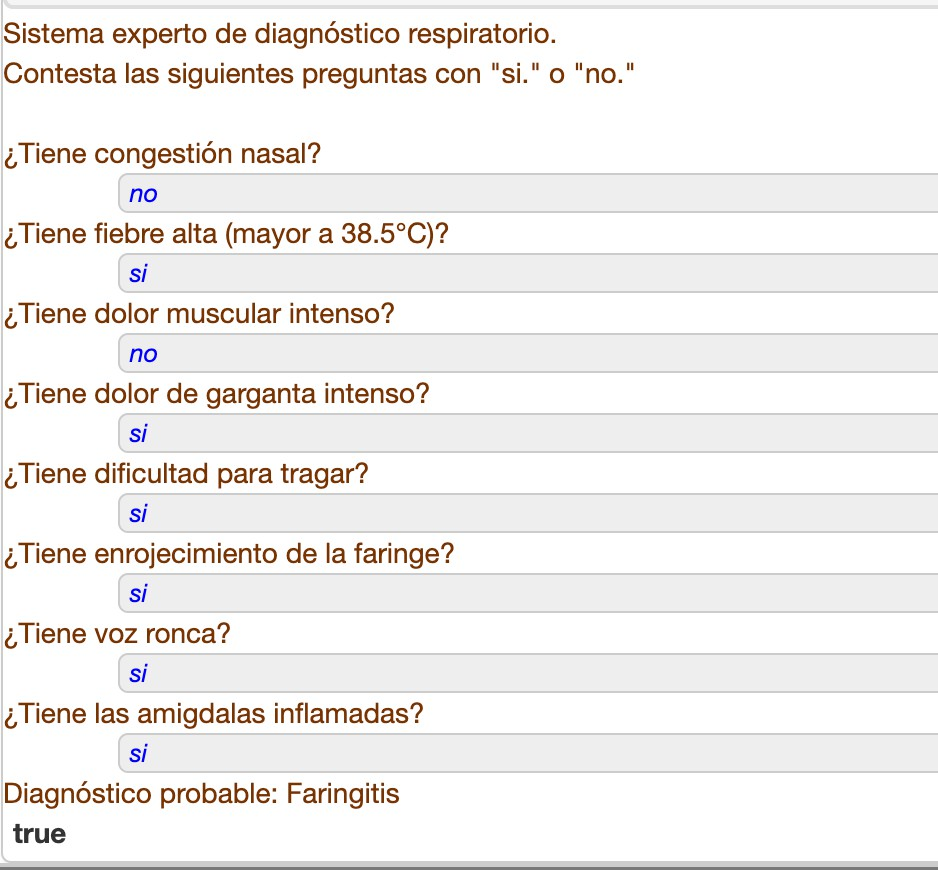 Sistema experto de diagnóstico respiratorio.
Contesta las siguientes preguntas con "si." o "no."
¿Tiene congestión nasal?
no
¿Tiene fiebre alta (mayor a 38.5°C)?
si
¿Tiene dolor muscular intenso?
no
¿Tiene dolor de garganta intenso?
si
¿Tiene dificultad para tragar?
si
¿Tiene enrojecimiento de la faringe?
si
¿Tiene voz ronca?
si
¿Tiene las amigdalas inflamadas?
si
Diagnóstico probable: Faringitis
true